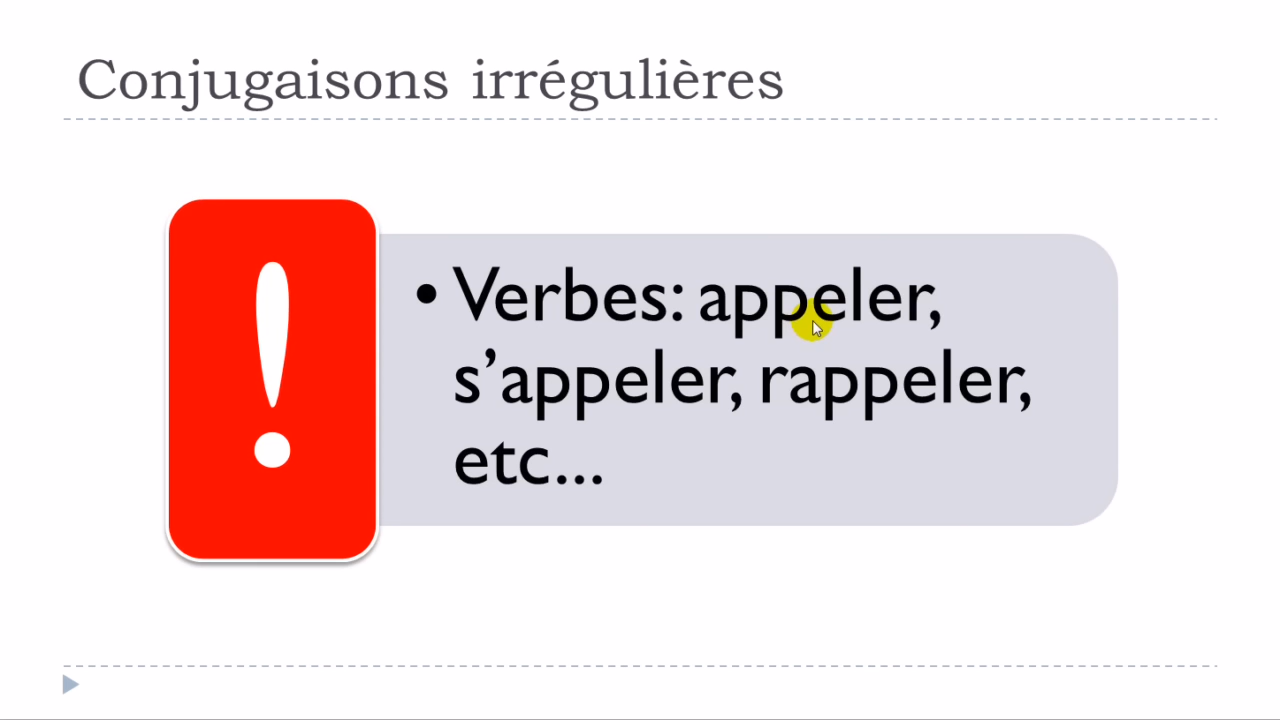 Conjugaisons irrégulières
!
• Verbes: appeler,
s’appeler, rappeler,
etc…